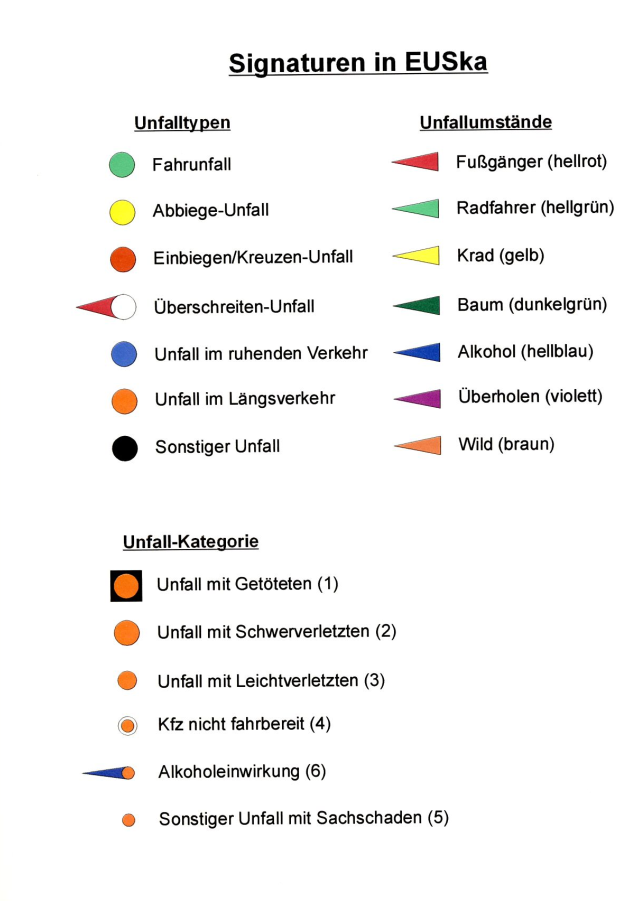 Signaturen in EUSka
Unfalltypen
Fahrunfall
Abbiege-Unfall
Einbiegen/Kreuzen-Unfall
Überschreiten-Unfall
Unfall im ruhenden Verkehr
Unfall im Längsverkehr
Sonstiger Unfall
Unfallumstände
Fußgänger (hellrot)
Radfahrer (hellgrün)
Krad (gelb)
Baum (dunkelgrün)
Alkohol (hellblau)
Überholen (violett)
Wild (braun)
Unfall-Kategorie
Unfall mit Getöteten (1)
Unfall mit Schwerverletzten (2)
Unfall mit Leichtverletzten (3)
Kfz nicht fahrbereit (4)
Alkoholeinwirkung (6)
Sonstiger Unfall mit Sachschaden (5)